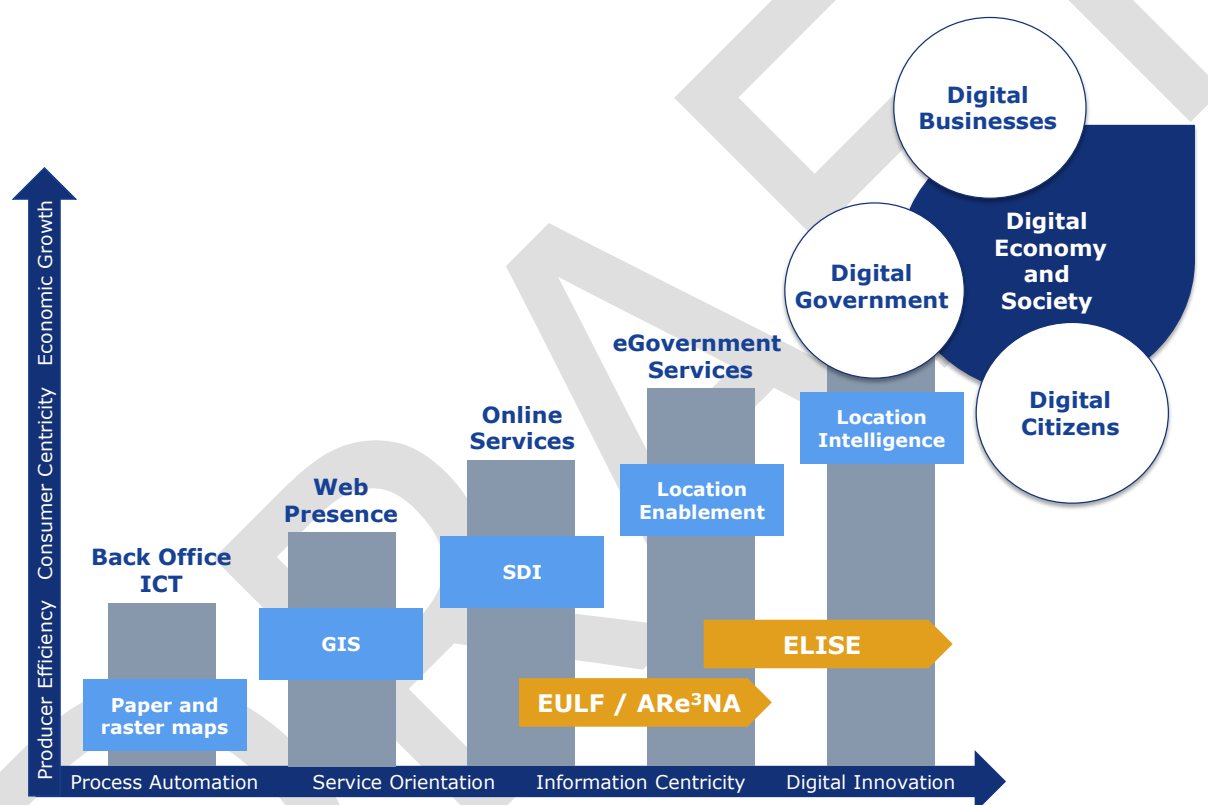 Digital
Businesses
Digital
Economy
and
Society
Digital
Government
Digital
Citizens
eGovernment
Services
Location
Intelligence
Online
Services
Location
Enablement
Web
Presence
SDI
Back Office
ICT
GIS
Paper and
raster maps
ELISE
EULF / ARe³NA
Producer Efficiency Consumer Centricity Economic Growth
Process Automation Service Orientation Information Centricity Digital Innovation
DRAFT